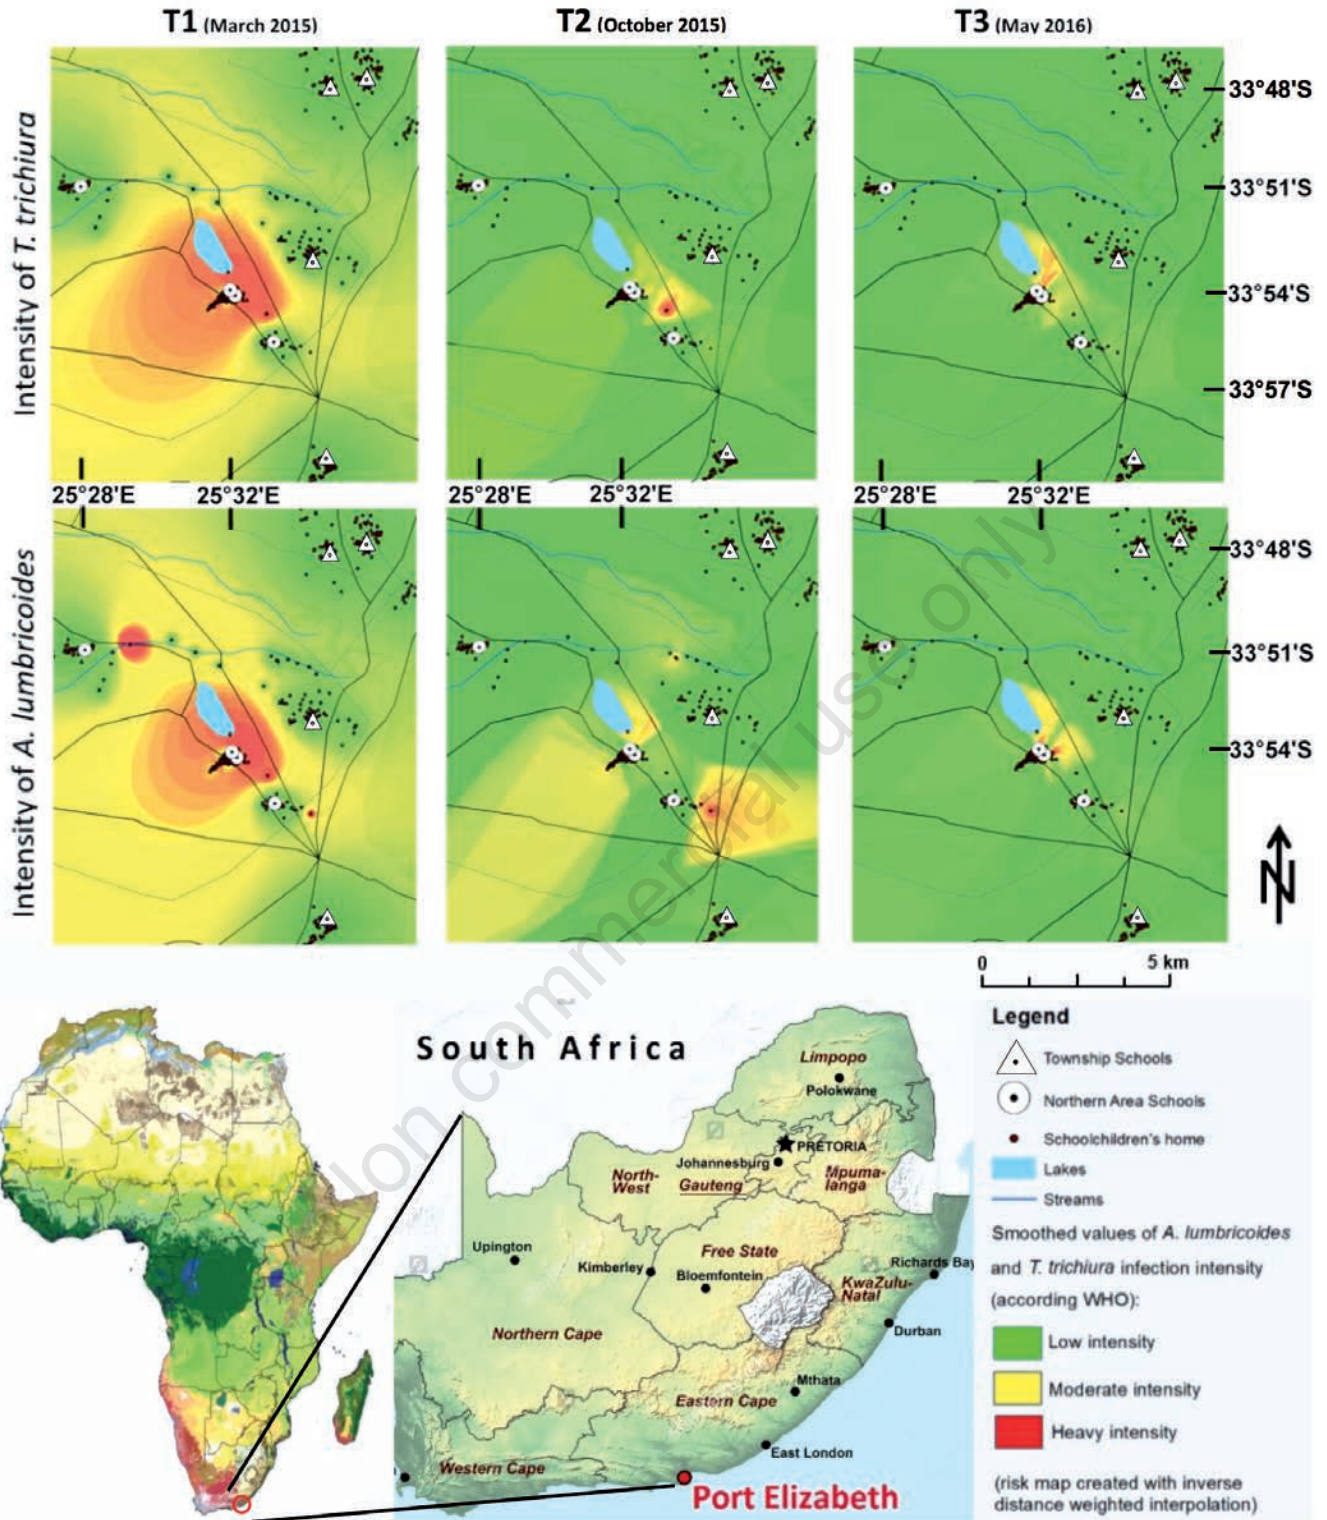 T1 (March 2015)
T2 (October 2015)
T3 (May 2016)
Intensity of T. trichiura
33°48'S
33°51'S
33°54'S
33°57'S
25°28'E
25°32'E
25°28'E
25°32'E
25°28'E
25°32'E
Intensity of A. lumbricoides
33°48'S
33°51'S
33°54'S
N
0
5 km
South Africa
Limpopo
Polokwane
PRETORIA
Johannesburg
North-
West
Gauteng
Mpuma-
langa
Upington
Kimberley
Free State
Bloemfontein
Richards Bay
KwaZulu-
Natal
Durban
Northern Cape
Mthata
Eastern Cape
East London
Western Cape
Port Elizabeth
Legend
Township Schools
Northern Area Schools
Schoolchildren's home
Lakes
Streams
Smoothed values of A. lumbricoides
and T. trichiura infection intensity
(according WHO):
Low intensity
Moderate intensity
Heavy intensity
(risk map created with inverse
distance weighted interpolation)
commercial use only